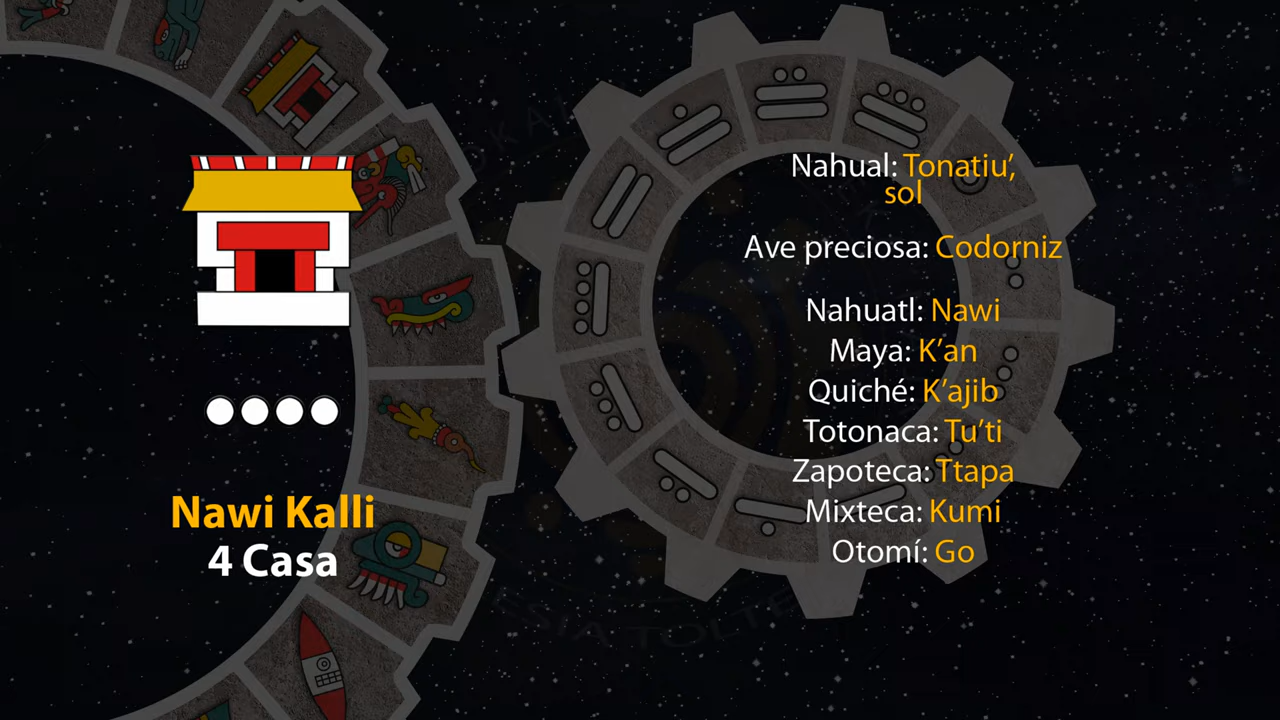 Nawi Kalli
4 Casa
Nahual: Tonatiu’,
sol
Ave preciosa: Codorniz
Nahuatl: Nawi
Maya: K’an
Quiché: K’ajib
Totonaca: Tu’ti
Zapoteca: Ttapa
Mixteca: Kumi
Otomí: Go